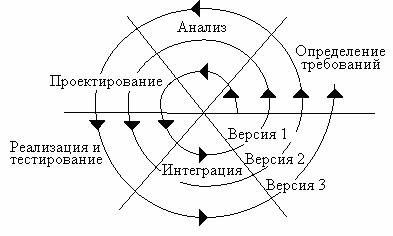 Анализ
Определение
требований
Проектирование
Реализация и
тестирование
Версия 1
Версия 2
Интеграция
Версия 3